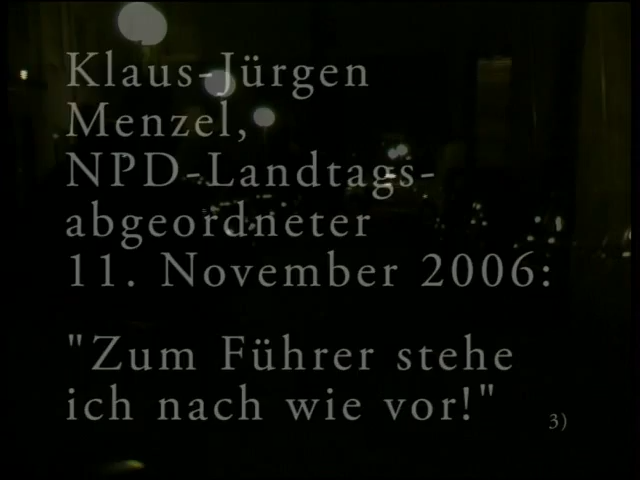 Klaus-Jürgen
Menzel,
NPD-Landtags-
abgeordneter
11. November 2006:
"Zum Führer stehe
ich nach wie vor!"
3)